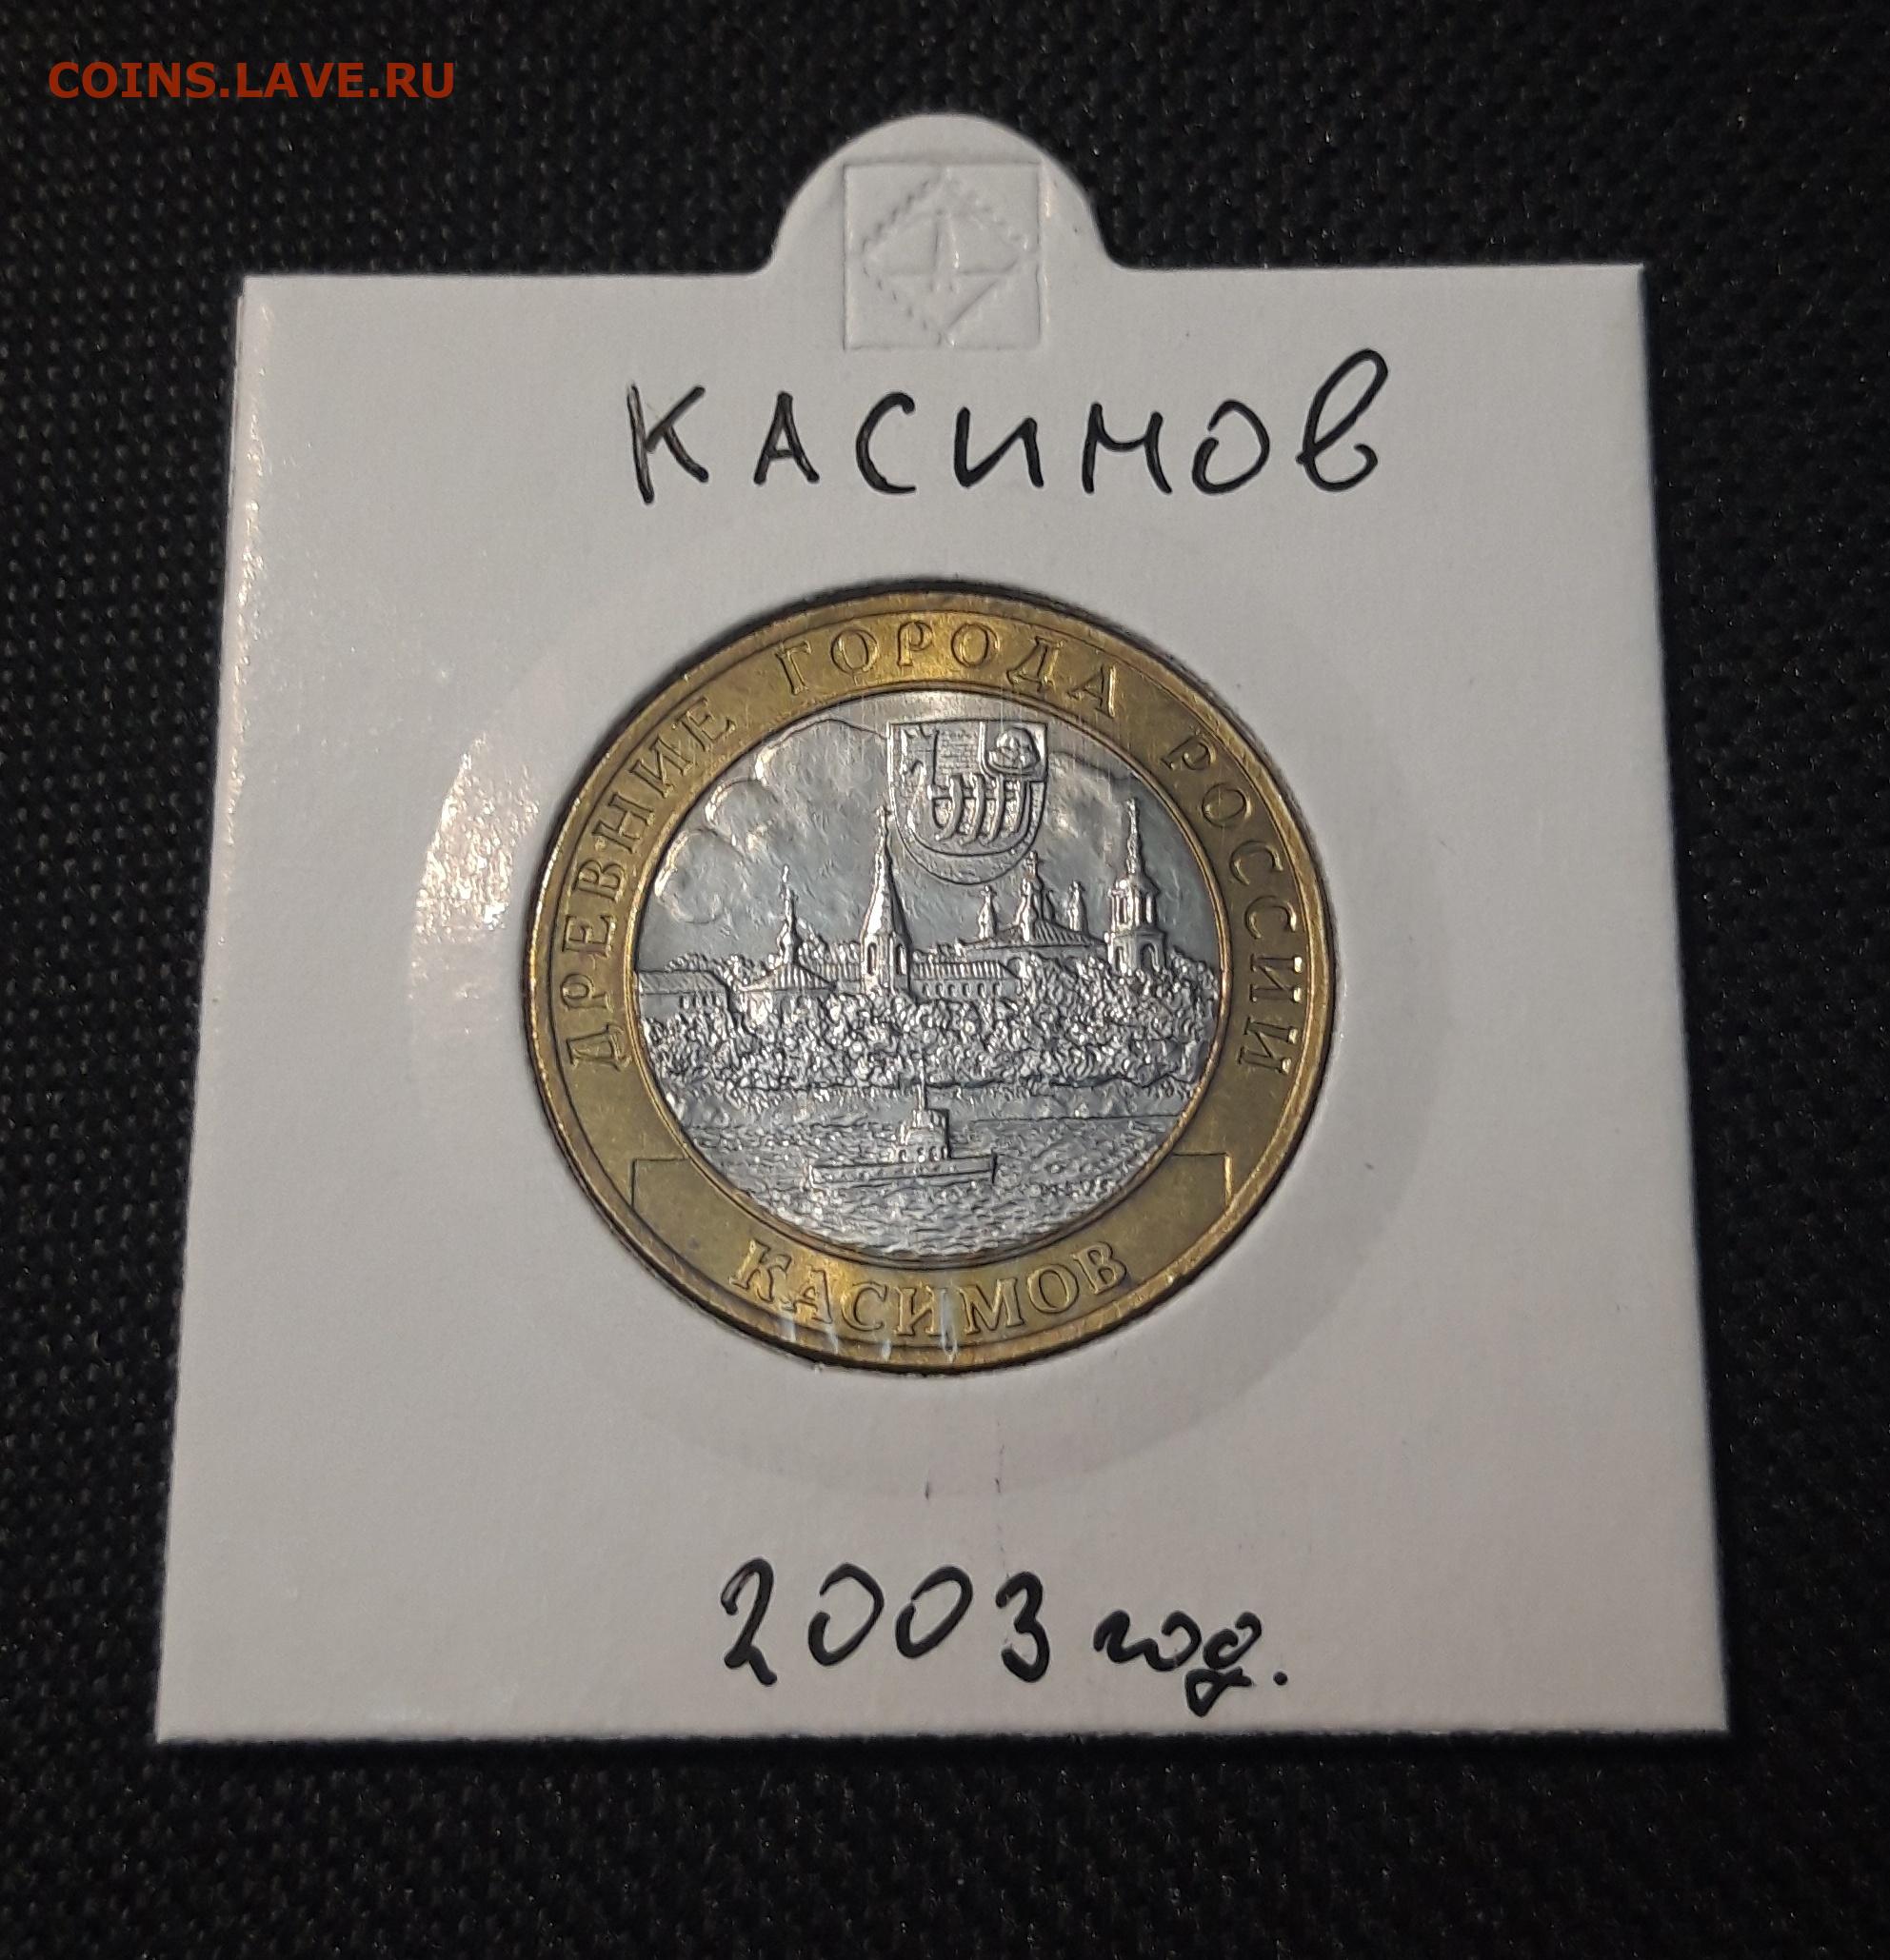 COINS.LAVE.RU
КАСИМОВ
ДРЕВНИЕ ГОРОДА РОССИИ
КАСИМОВ
2003 год.